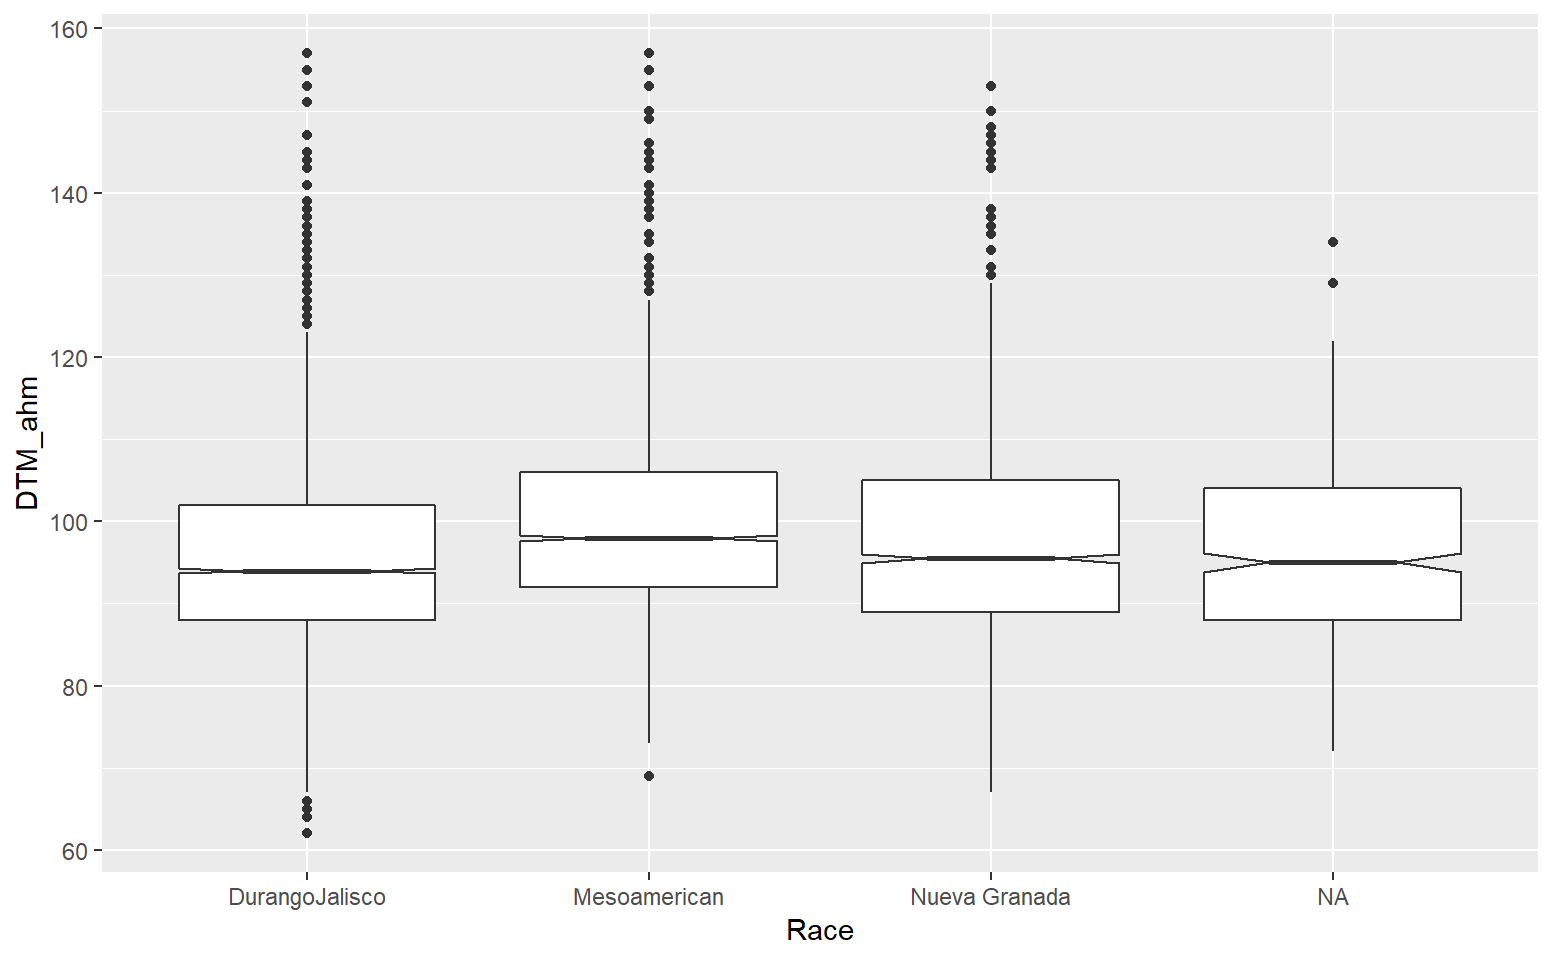 160
140
120
100
80
60
DTM_ahm
DurangoJalisco
Mesoamerican
Nueva Granada
NA
Race